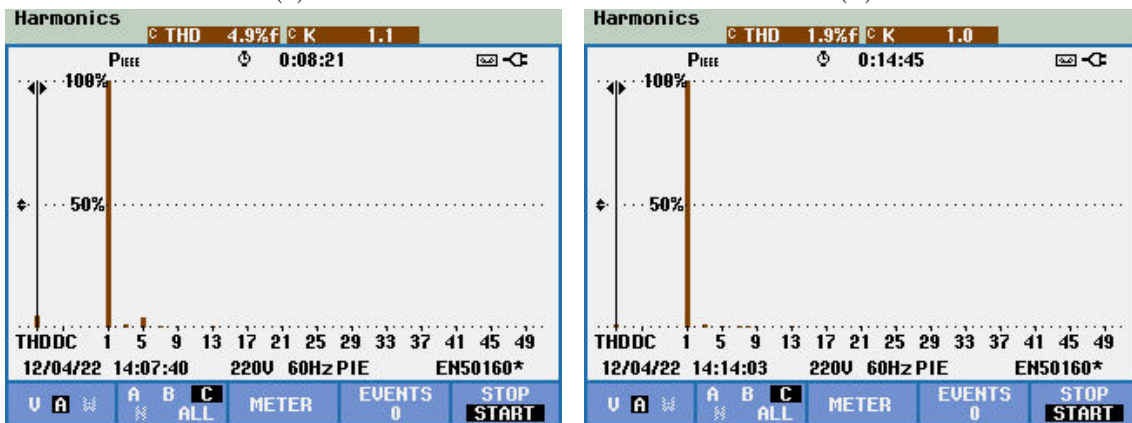 Harmonics
C THD 4.9%f C K 1.1
PIEEE 0:08:21
100%
50%
THDDC 1 5 9 13 17 21 25 29 33 37 41 45 49
12/04/22 14:07:40 220V 60Hz PIE EN50160*
V A W
A B C
N ALL
METER
EVENTS
0
STOP
START
Harmonics
C THD 1.9%f C K 1.0
PIEEE 0:14:45
100%
50%
THDDC 1 5 9 13 17 21 25 29 33 37 41 45 49
12/04/22 14:14:03 220V 60Hz PIE EN50160*
V A W
A B C
N ALL
METER
EVENTS
0
STOP
START